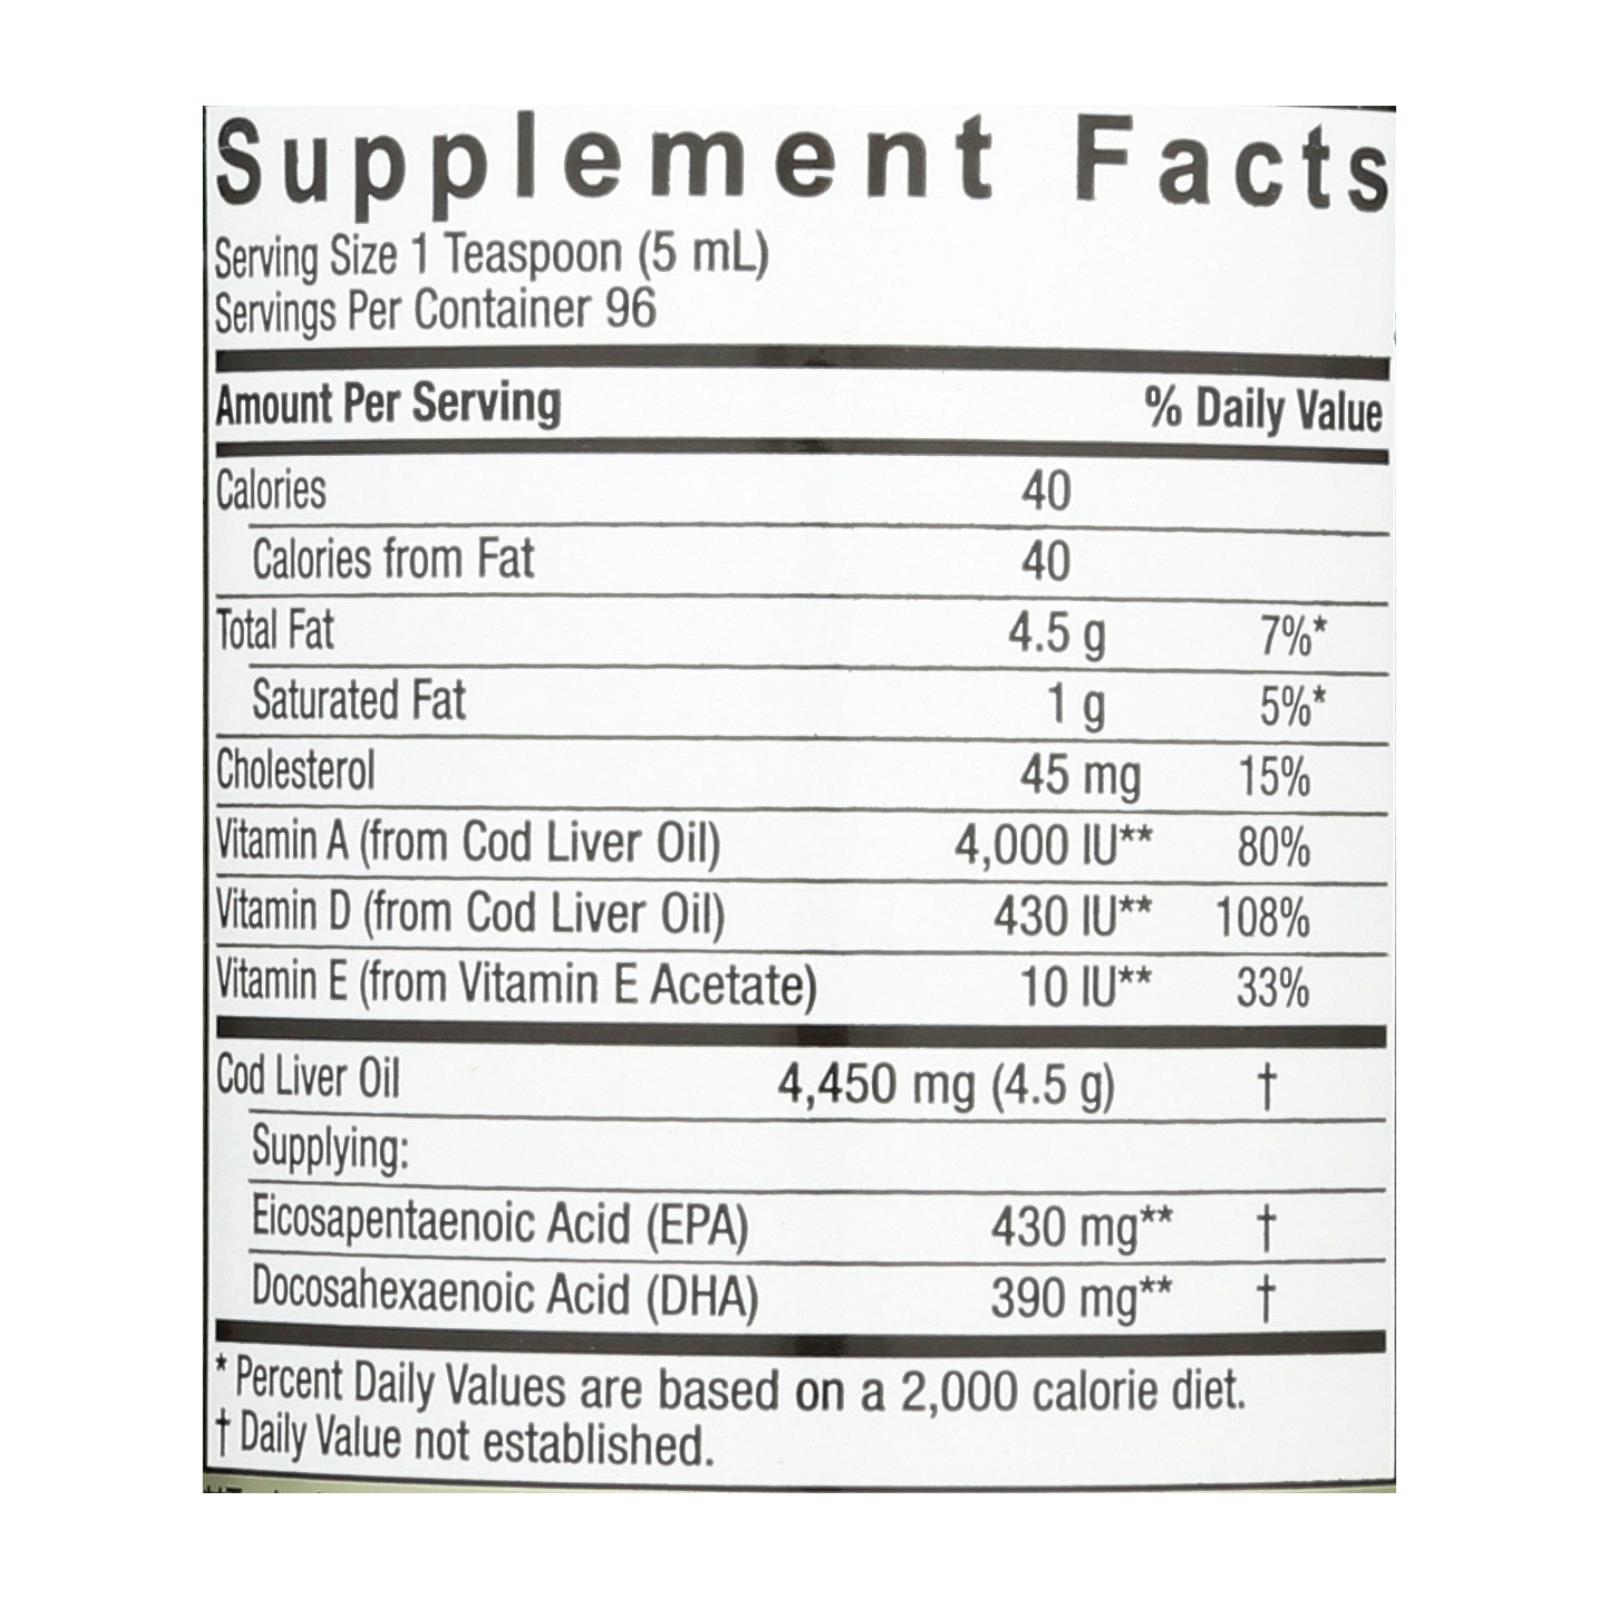 Supplement Facts
Serving Size 1 Teaspoon (5 mL)
Servings Per Container 96
Amount Per Serving % Daily Value
Calories 40
Calories from Fat 40
Total Fat 4.5 g 7%*
Saturated Fat 1 g 5%*
Cholesterol 45 mg 15%
Vitamin A (from Cod Liver Oil) 4,000 IU** 80%
Vitamin D (from Cod Liver Oil) 430 IU** 108%
Vitamin E (from Vitamin E Acetate) 10 IU** 33%
Cod Liver Oil 4,450 mg (4.5 g) †
Supplying:
Eicosapentaenoic Acid (EPA) 430 mg** †
Docosahexaenoic Acid (DHA) 390 mg** †
* Percent Daily Values are based on a 2,000 calorie diet.
† Daily Value not established.